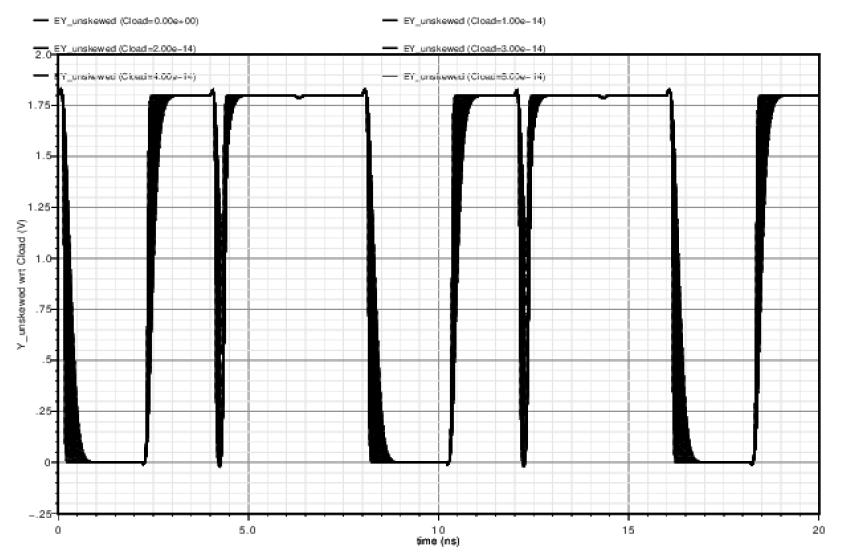 EY_unskewed (Cload=0.00e+00) EY_unskewed (Cload=1.00e-14)
EY_unskewed (Cload=2.00e-14) EY_unskewed (Cload=3.00e-14)
EY_unskewed (Cload=4.00e-14) EY_unskewed (Cload=5.00e-14)
2.0
1.75
1.5
1.25
1.0
.75
.5
.25
0
-.25
Y_unskewed wrt Cload (V)
0 5.0 10 15 20
time (ns)